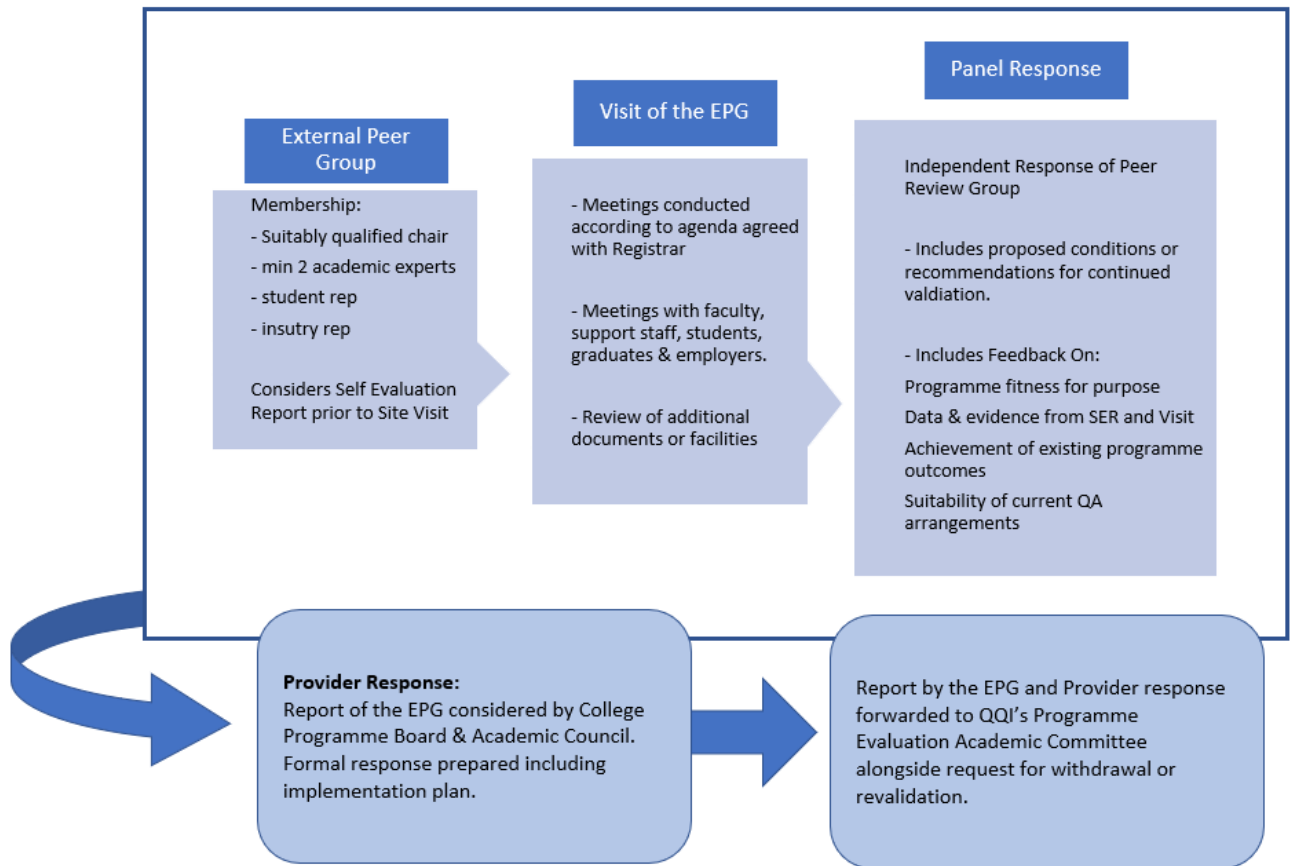 External Peer
Group
Membership:
- Suitably qualified chair
- min 2 academic experts
- student rep
- insutry rep
Considers Self Evaluation
Report prior to Site Visit
Visit of the EPG
- Meetings conducted
according to agenda agreed
with Registrar
- Meetings with faculty,
support staff, students,
graduates & employers.
- Review of additional
documents or facilities
Panel Response
Independent Response of Peer
Review Group
- Includes proposed conditions or
recommendations for continued
valdiation.
- Includes Feedback On:
Programme fitness for purpose
Data & evidence from SER and Visit
Achievement of existing programme
outcomes
Suitability of current QA
arrangements
Provider Response:
Report of the EPG considered by College
Programme Board & Academic Council.
Formal response prepared including
implementation plan.
Report by the EPG and Provider response
forwarded to QQI’s Programme
Evaluation Academic Committee
alongside request for withdrawal or
revalidation.